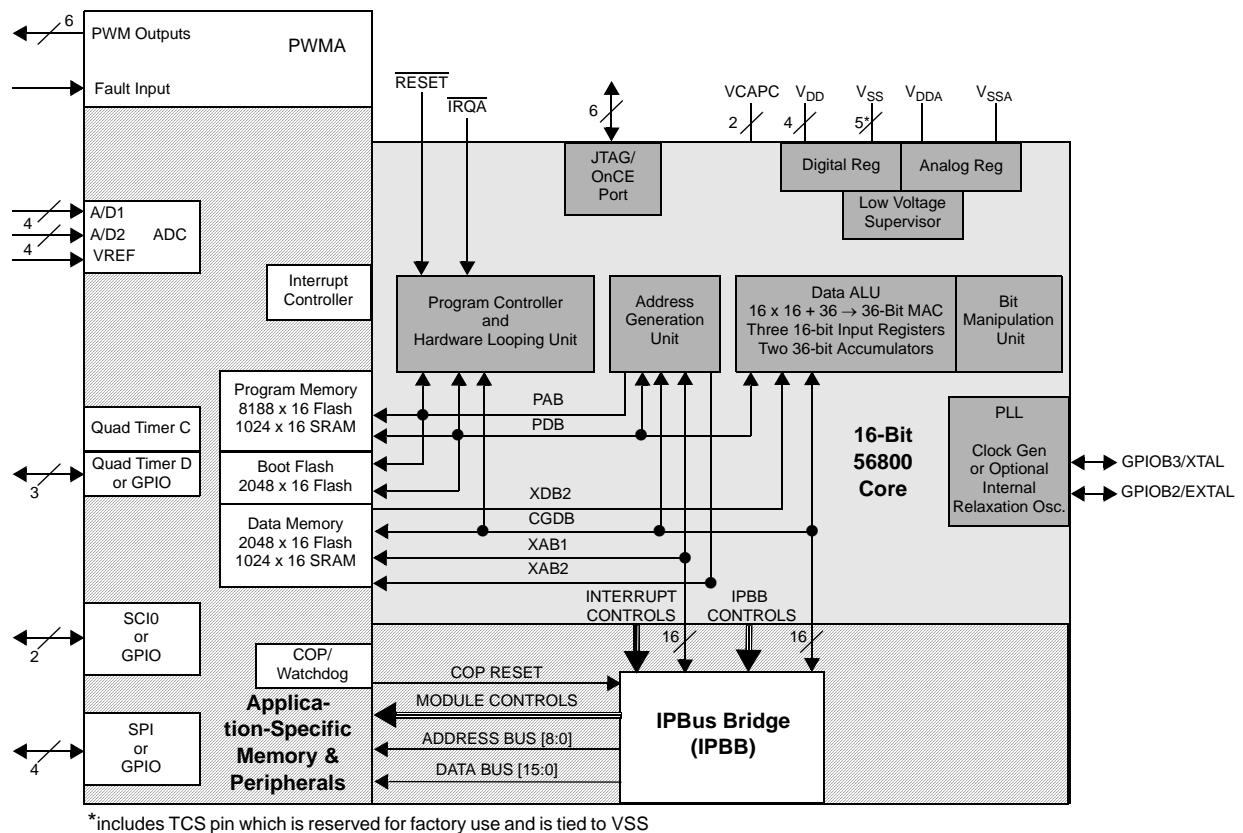 6
PWM Outputs
PWMA
Fault Input
RESET
IRQA
6
VCAPC
VDD
VSS
VDDA
VSSA
2
4
5*
JTAG/
OnCE
Port
Digital Reg
Analog Reg
Low Voltage
Supervisor
A/D1
4
A/D2
ADC
4
VREF
Interrupt
Controller
Program Controller
and
Hardware Looping Unit
Address
Generation
Unit
Data ALU
16 x 16 + 36 → 36-Bit MAC
Three 16-bit Input Registers
Two 36-bit Accumulators
Bit
Manipulation
Unit
Program Memory
8188 x 16 Flash
1024 x 16 SRAM
PAB
PDB
Quad Timer C
Quad Timer D
or GPIO
3
Boot Flash
2048 x 16 Flash
XDB2
CGDB
XAB1
XAB2
Data Memory
2048 x 16 Flash
1024 x 16 SRAM
16-Bit
56800
Core
PLL
Clock Gen
or Optional
Internal
Relaxation Osc.
GPIOB3/XTAL
GPIOB2/EXTAL
INTERRUPT
CONTROLS
IPBB
CONTROLS
16
16
SCI0
or
GPIO
2
COP/
Watchdog
COP RESET
MODULE CONTROLS
ADDRESS BUS [8:0]
DATA BUS [15:0]
Applica-
tion-Specific
Memory &
Peripherals
IPBus Bridge
(IPBB)
SPI
or
GPIO
4
*includes TCS pin which is reserved for factory use and is tied to VSS